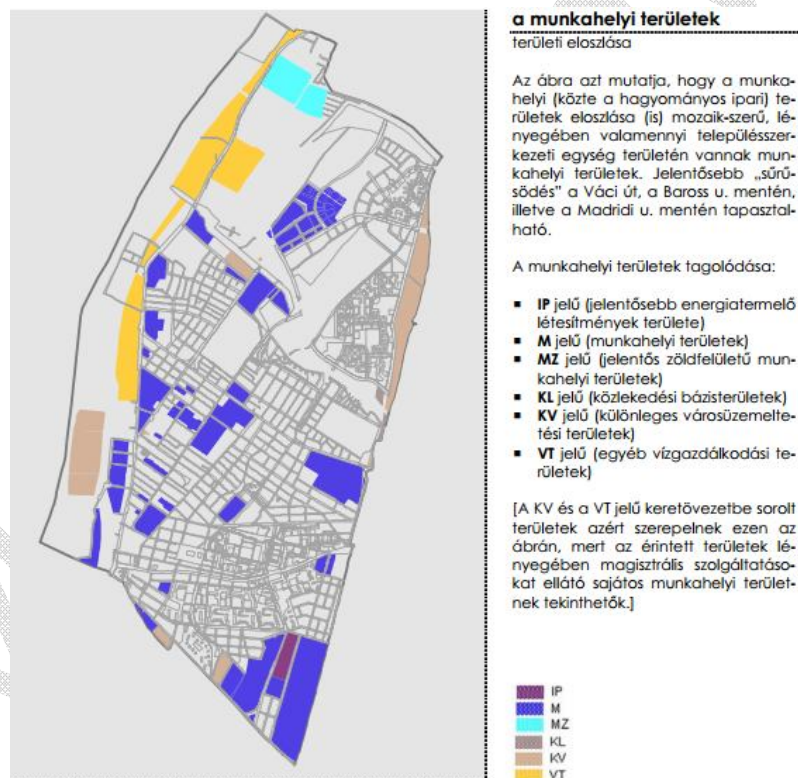 a munkahelyi területek
területi eloszlása
Az ábra azt mutatja, hogy a munka-
helyi (közte a hagyományos ipari) te-
rületek eloszlása (is) mozaik-szerű, lé-
nyegében valamennyi településszer-
kezeti egység területén vannak mun-
kahelyi területek. Jelentősebb „sűrű-
södés” a Váci út, a Baross u. mentén,
illetve a Madridi u. mentén tapasztal-
ható.
A munkahelyi területek tagolódása:
▪ IP jelű (jelentősebb energiatermelő
létesítmények területe)
▪ M jelű (munkahelyi területek)
▪ MZ jelű (jelentős zöldfelületű mun-
kahelyi területek)
▪ KL jelű (közlekedési bázisterületek)
▪ KV jelű (különleges városüzemelte-
tési területek)
▪ VT jelű (egyéb vízgazdálkodási te-
rületek)
[A KV és a VT jelű keretövezetbe sorolt
területek azért szerepelnek ezen az
ábrán, mert az érintett területek lé-
nyegében magisztrális szolgáltatáso-
kat ellátó sajátos munkahelyi terület-
nek tekinthetők.]
IP
M
MZ
KL
KV
VT